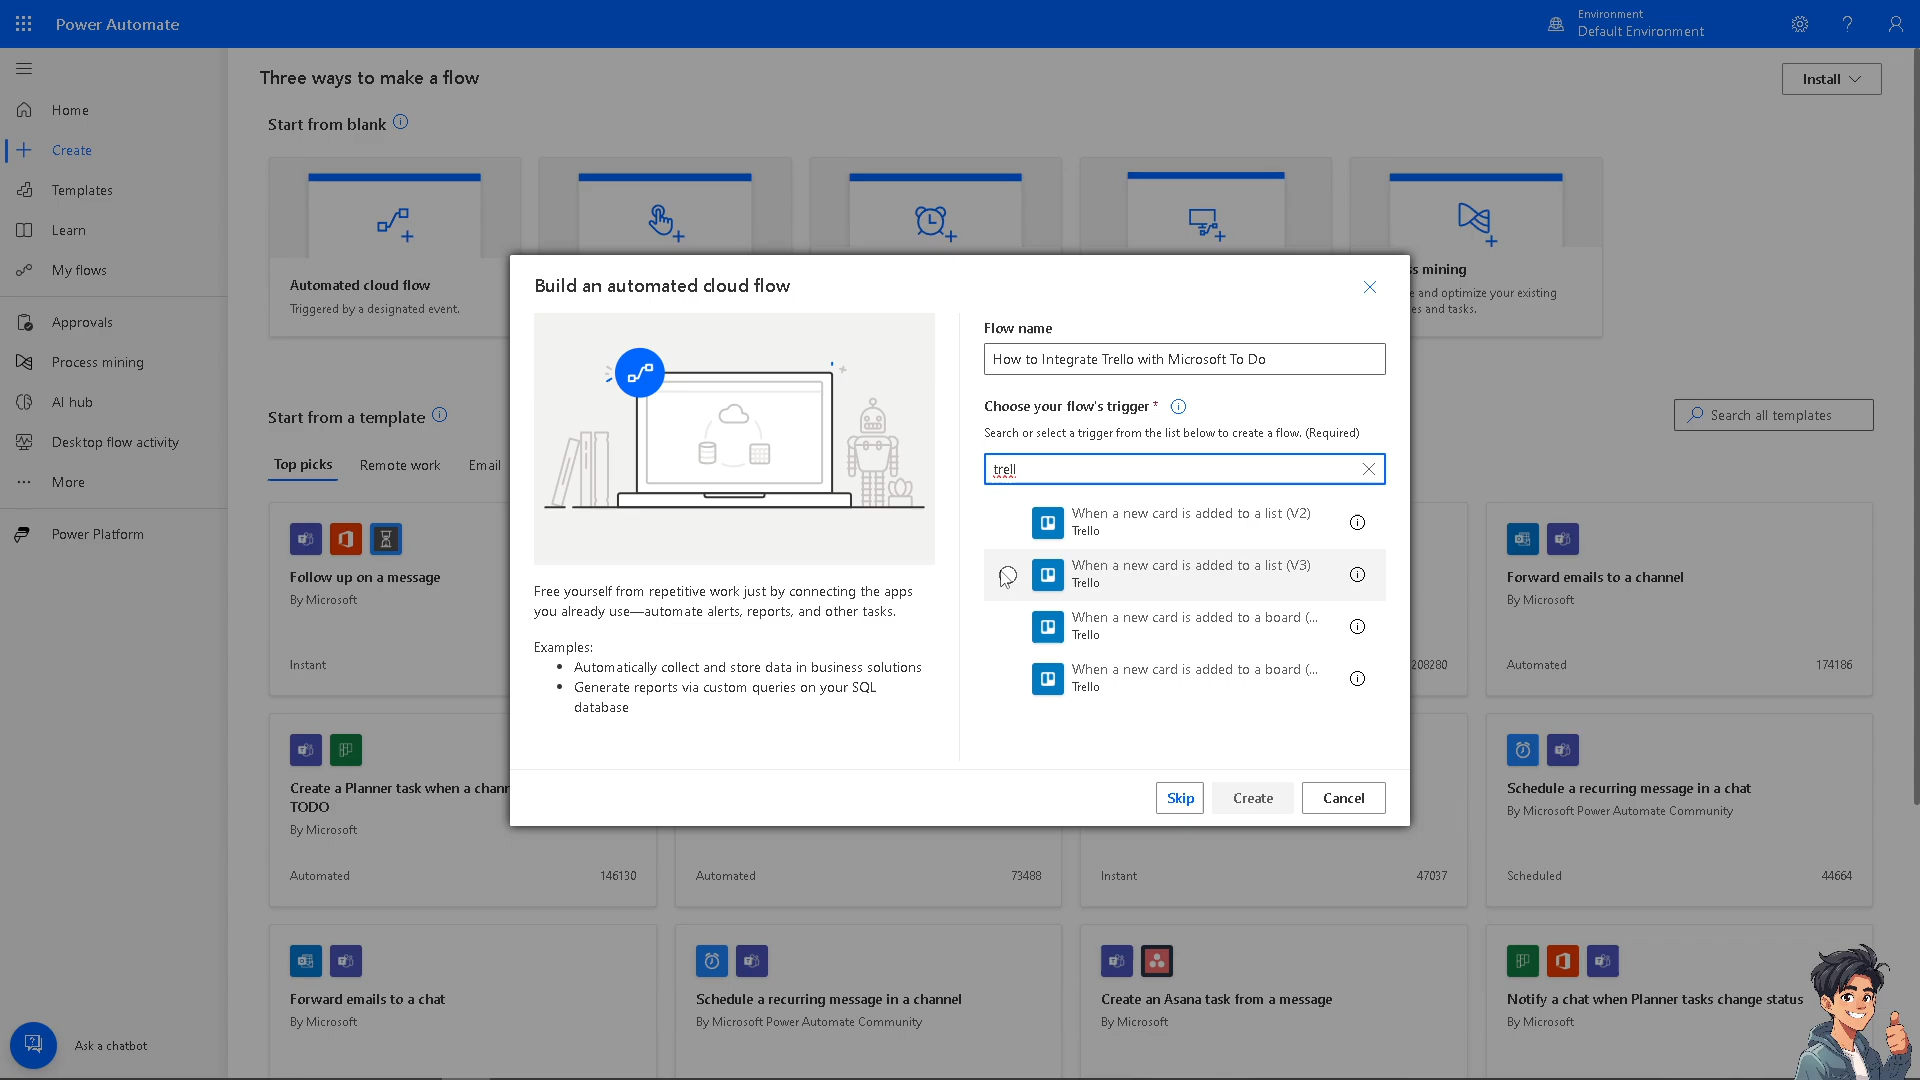 Power Automate
Environment
Default Environment
Three ways to make a flow
Install
Home
Create
Templates
Learn
My flows
Approvals
Process mining
AI hub
Desktop flow activity
More
Power Platform
Ask a chatbot
Start from blank
Automated cloud flow
Triggered by a designated event.
s mining
e and optimize your existing
es and tasks.
Start from a template
Search all templates
Top picks
Remote work
Email
Build an automated cloud flow
Free yourself from repetitive work just by connecting the apps
you already use—automate alerts, reports, and other tasks.
Examples:
• Automatically collect and store data in business solutions
• Generate reports via custom queries on your SQL
database
Flow name
How to Integrate Trello with Microsoft To Do
Choose your flow's trigger *
Search or select a trigger from the list below to create a flow. (Required)
trell
When a new card is added to a list (V2)
Trello
When a new card is added to a list (V3)
Trello
When a new card is added to a board (...
Trello
When a new card is added to a board (...
Trello
Skip
Create
Cancel
Follow up on a message
By Microsoft
Instant
208280
Forward emails to a channel
By Microsoft
Automated
174186
Create a Planner task when a chann
TODO
By Microsoft
Automated
146130
Automated
73488
Instant
47037
Schedule a recurring message in a chat
By Microsoft Power Automate Community
Scheduled
44664
Forward emails to a chat
By Microsoft
Schedule a recurring message in a channel
By Microsoft Power Automate Community
Create an Asana task from a message
By Microsoft
Notify a chat when Planner tasks change status
By Microsoft